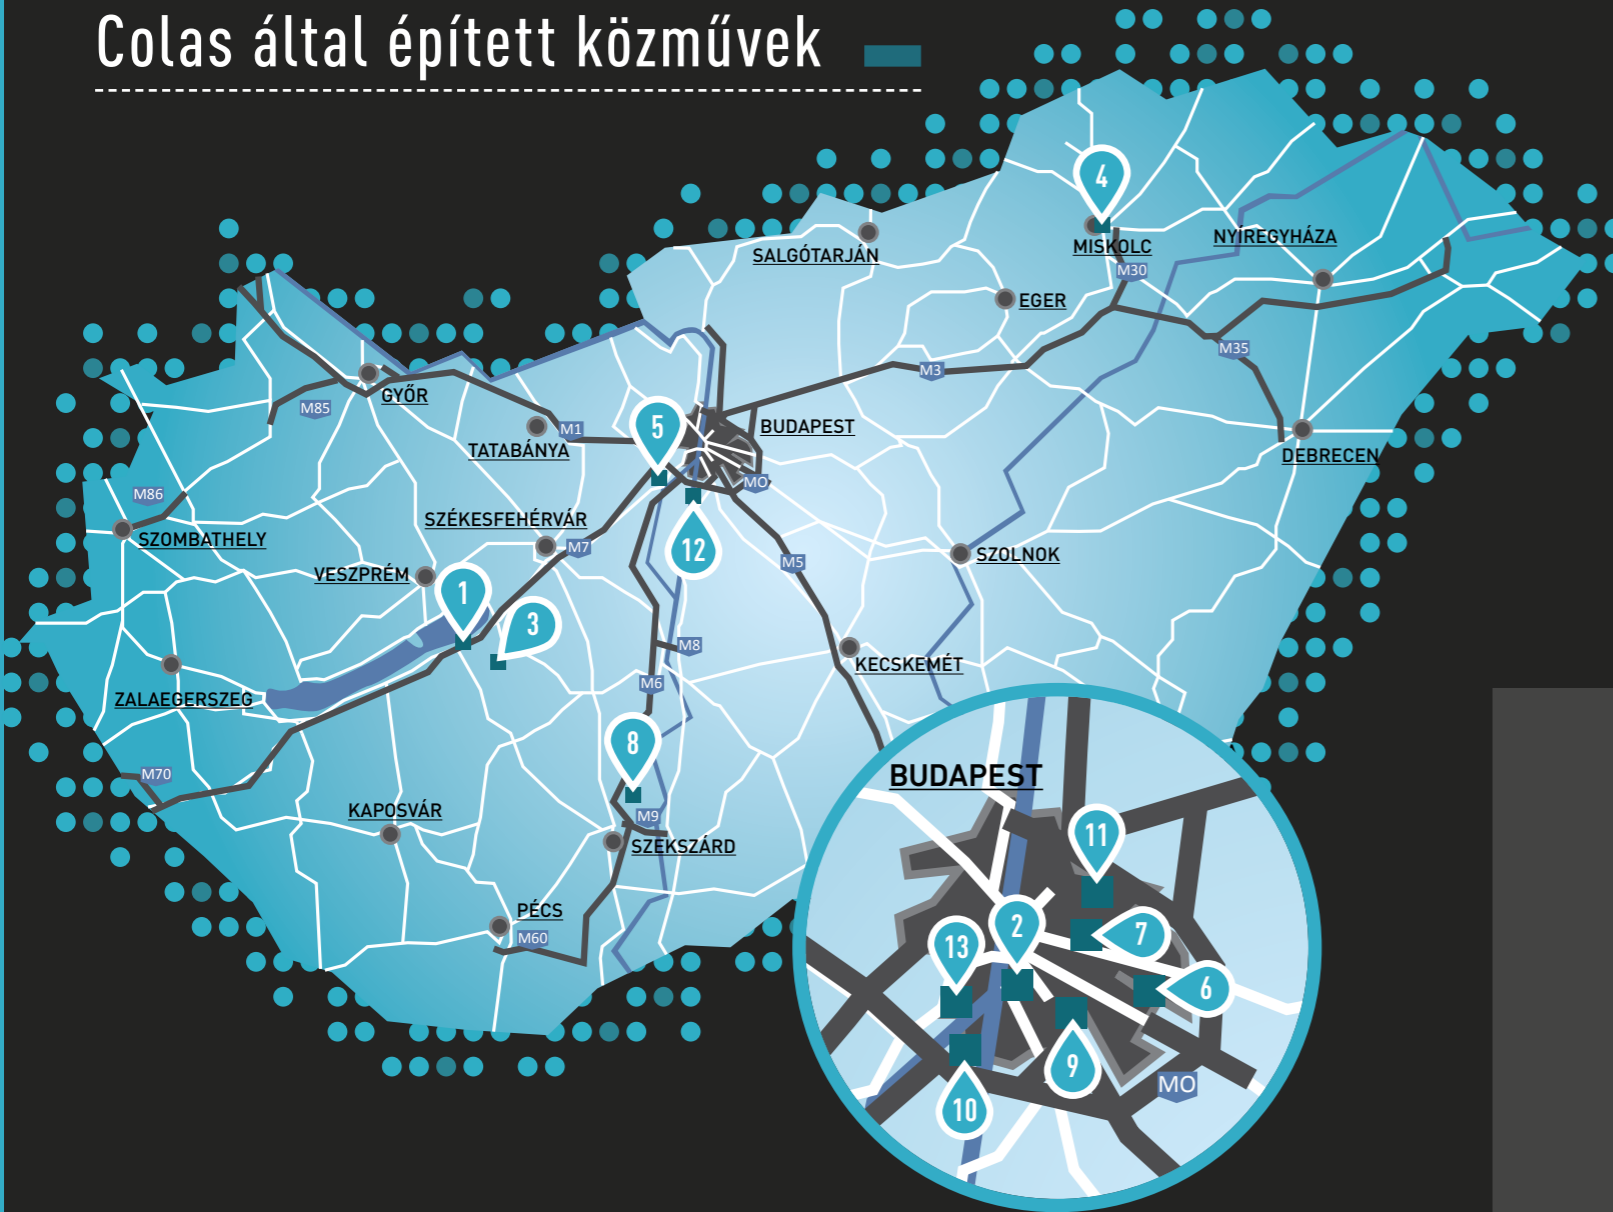 Colas által épített közművek
4
MISKOLC
NYÍREGYHÁZA
SALGÓTARJÁN
M30
EGER
M35
M3
GYŐR
M85
5
BUDAPEST
M1
TATABÁNYA
DEBRECEN
M86
MO
SZÉKESFEHÉRVÁR
SZOMBATHELY
M7
12
SZOLNOK
M5
VESZPRÉM
1
3
M8
KECSKEMÉT
M6
ZALAEGERSZEG
8
M70
BUDAPEST
KAPOSVÁR
M9
SZEKSZÁRD
11
PÉCS
M60
2
7
13
6
9
MO
10